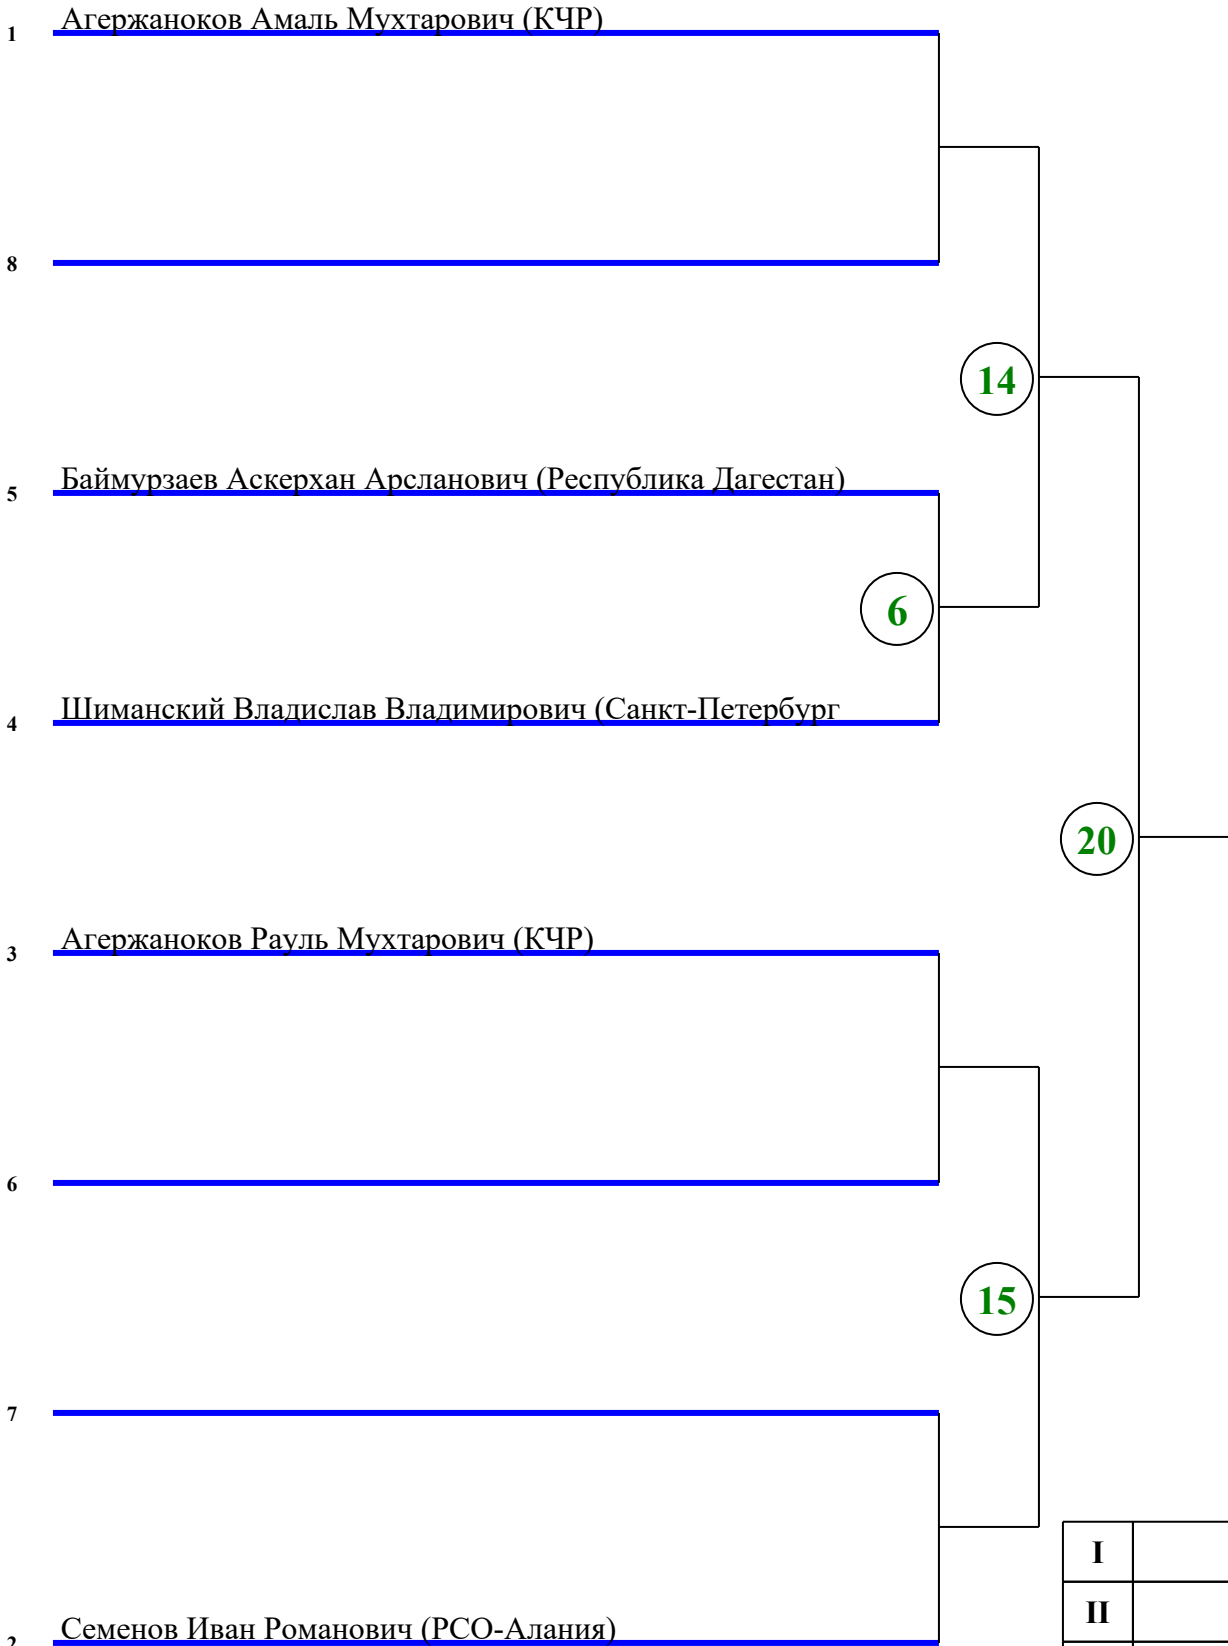 1 Агержаноков Амаль Мухтарович (КЧР)
8
14
5 Баймурзаев Аскерхан Арсланович (Республика Дагестан)
6
4 Шиманский Владислав Владимирович (Санкт-Петербург
20
3 Агержаноков Рауль Мухтарович (КЧР)
6
15
7
I
II
2 Семенов Иван Романович (РСО-Алания)